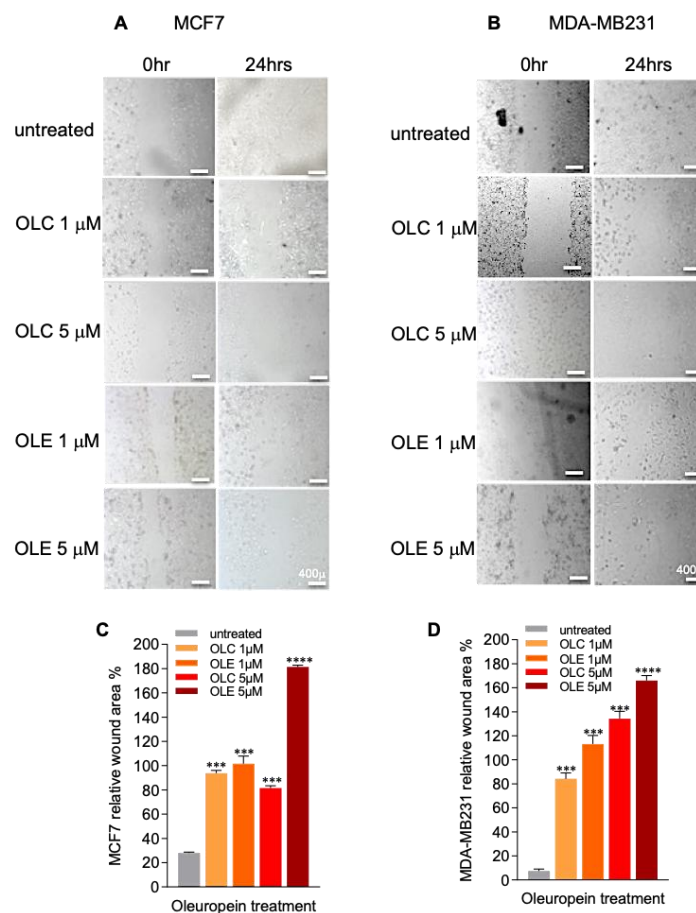 A MCF7
0hr 24hrs
untreated
OLC 1 μM
OLC 5 μM
OLE 1 μM
OLE 5 μM
400μ
B MDA-MB231
0hr 24hrs
untreated
OLC 1 μM
OLC 5 μM
OLE 1 μM
OLE 5 μM
400
C
untreated
OLC 1μM
OLE 1μM
OLC 5μM
OLE 5μM
MCF7 relative wound area %
200
180
160
140
120
100
80
60
40
20
0
***
***
***
****
Oleuropein treatment
D
untreated
OLC 1μM
OLE 1μM
OLC 5μM
OLE 5μM
MDA-MB231 relative wound area %
200
180
160
140
120
100
80
60
40
20
0
***
***
***
****
Oleuropein treatment